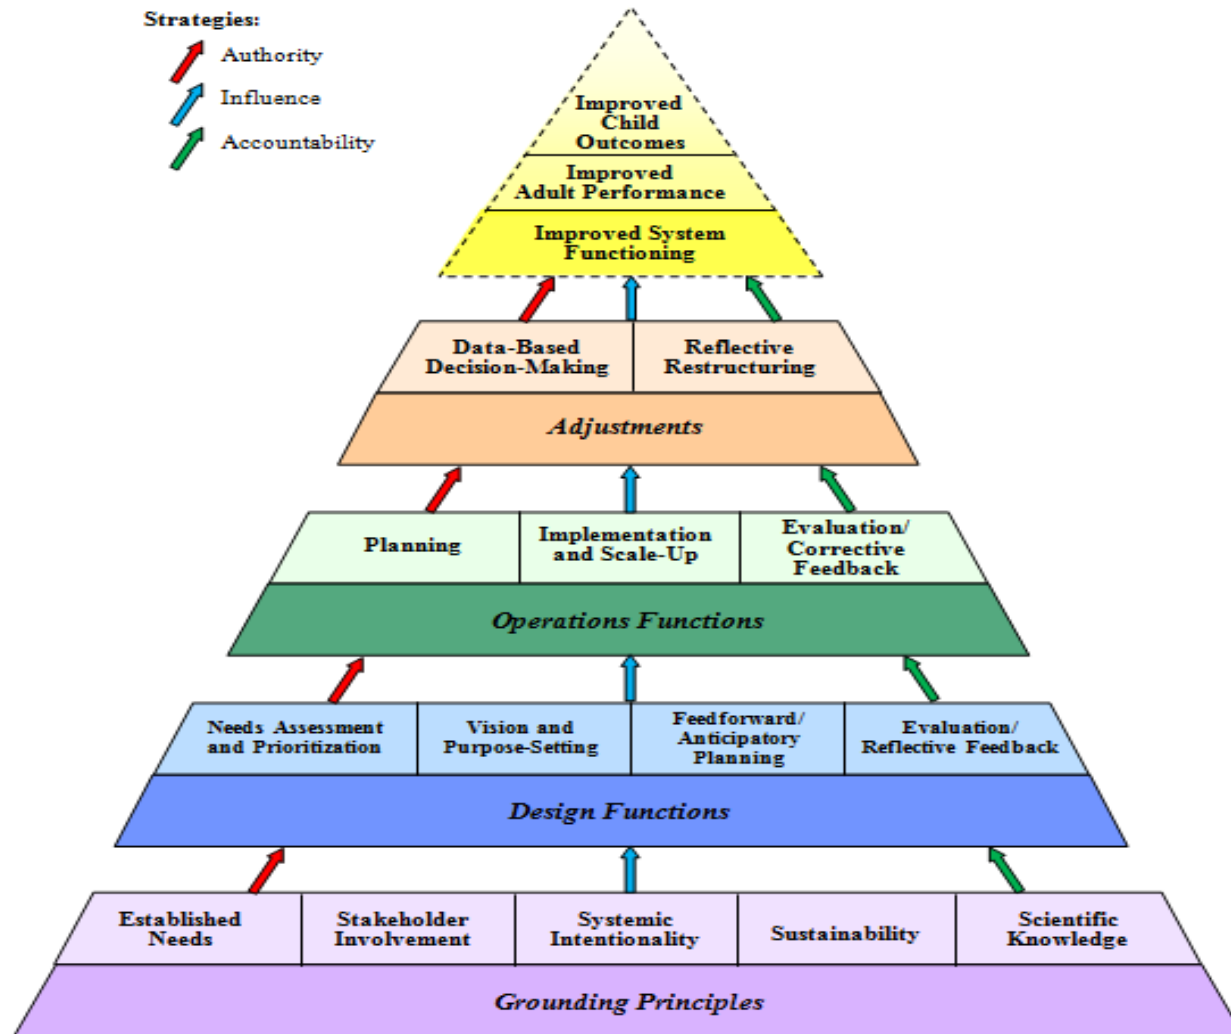 Strategies:
Authority
Influence
Accountability
Improved
Child
Outcomes
Improved
Adult Performance
Improved System
Functioning
Data-Based
Decision-Making
Reflective
Restructuring
Adjustments
Planning
Implementation
and Scale-Up
Evaluation/
Corrective
Feedback
Operations Functions
Needs Assessment
and Prioritization
Vision and
Purpose-Setting
Feedforward/
Anticipatory
Planning
Evaluation/
Reflective Feedback
Design Functions
Established
Needs
Stakeholder
Involvement
Systemic
Intentionality
Sustainability
Scientific
Knowledge
Grounding Principles